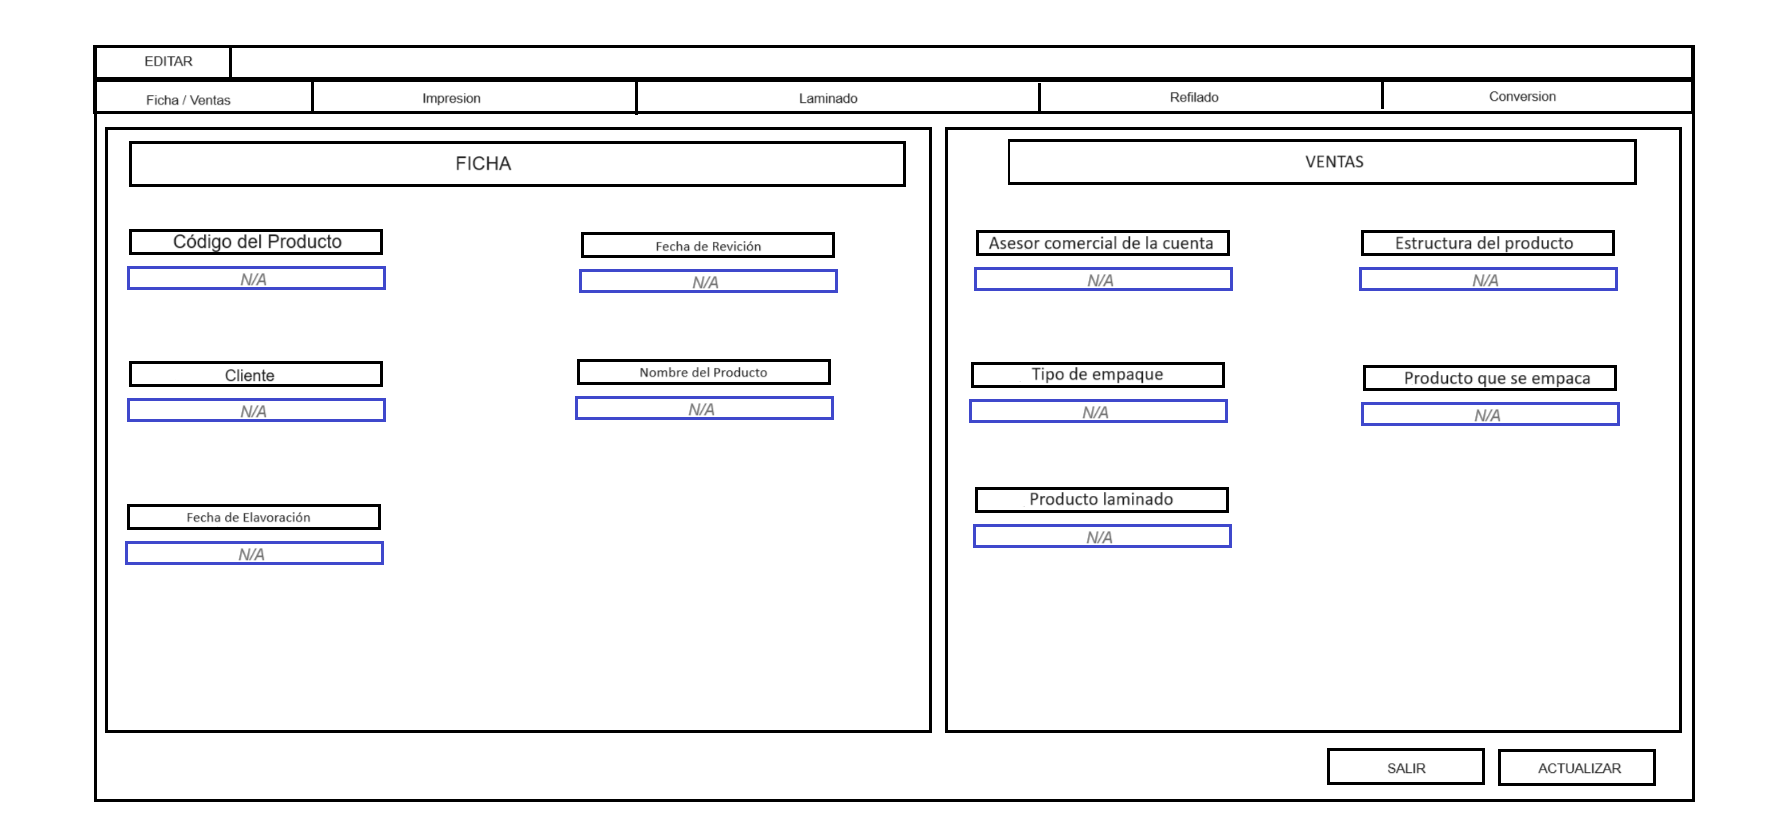 EDITAR
Ficha / Ventas
Impresion
Laminado
Refilado
Conversion
FICHA
Código del Producto
N/A
Fecha de Revición
N/A
Cliente
N/A
Nombre del Producto
N/A
Fecha de Elavoración
N/A
VENTAS
Asesor comercial de la cuenta
N/A
Estructura del producto
N/A
Tipo de empaque
N/A
Producto que se empaca
N/A
Producto laminado
N/A
SALIR
ACTUALIZAR